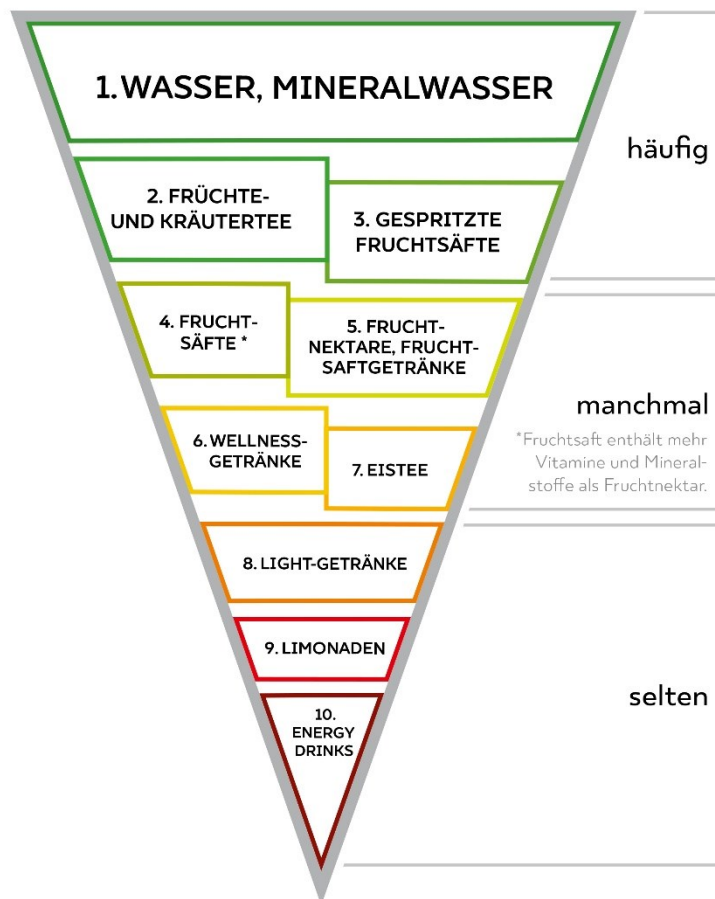 1. WASSER, MINERALWASSER
häufig
2. FRÜCHTE-
UND KRÄUTERTEE
3. GESPRITZTE
FRUCHTSÄFTE
4. FRUCHT-
SÄFTE *
5. FRUCHT-
NEKTARE, FRUCHT-
SAFTGETRÄNKE
manchmal
*Fruchtsaft enthält mehr
Vitamine und Mineral-
stoffe als Fruchtnektar.
6. WELLNESS-
GETRÄNKE
7. EISTEE
8. LIGHT-GETRÄNKE
9. LIMONADEN
selten
10.
ENERGY
DRINKS